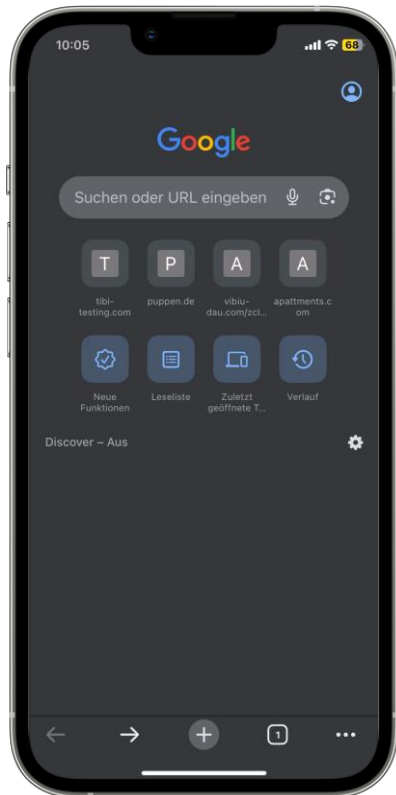 10:05
68
Google
Suchen oder URL eingeben
T P A A
tibi-
testing.com
puppen.de
vibiu-
dau.com/zcl...
apattments.c
om
Neue
Funktionen
Leseliste
Zuletzt
geöffnete T...
Verlauf
Discover – Aus
1